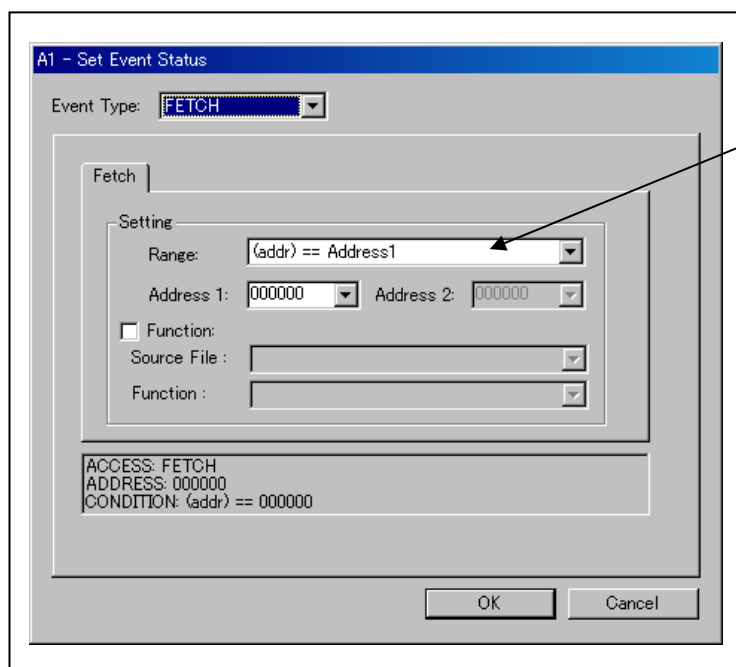 A1 - Set Event Status
Event Type: FETCH
Fetch
Setting
Range: (addr) == Address1
Address 1: 000000 Address 2: 000000
Function:
Source File :
Function :
ACCESS: FETCH
ADDRESS: 000000
CONDITION: (addr) == 000000
OK Cancel